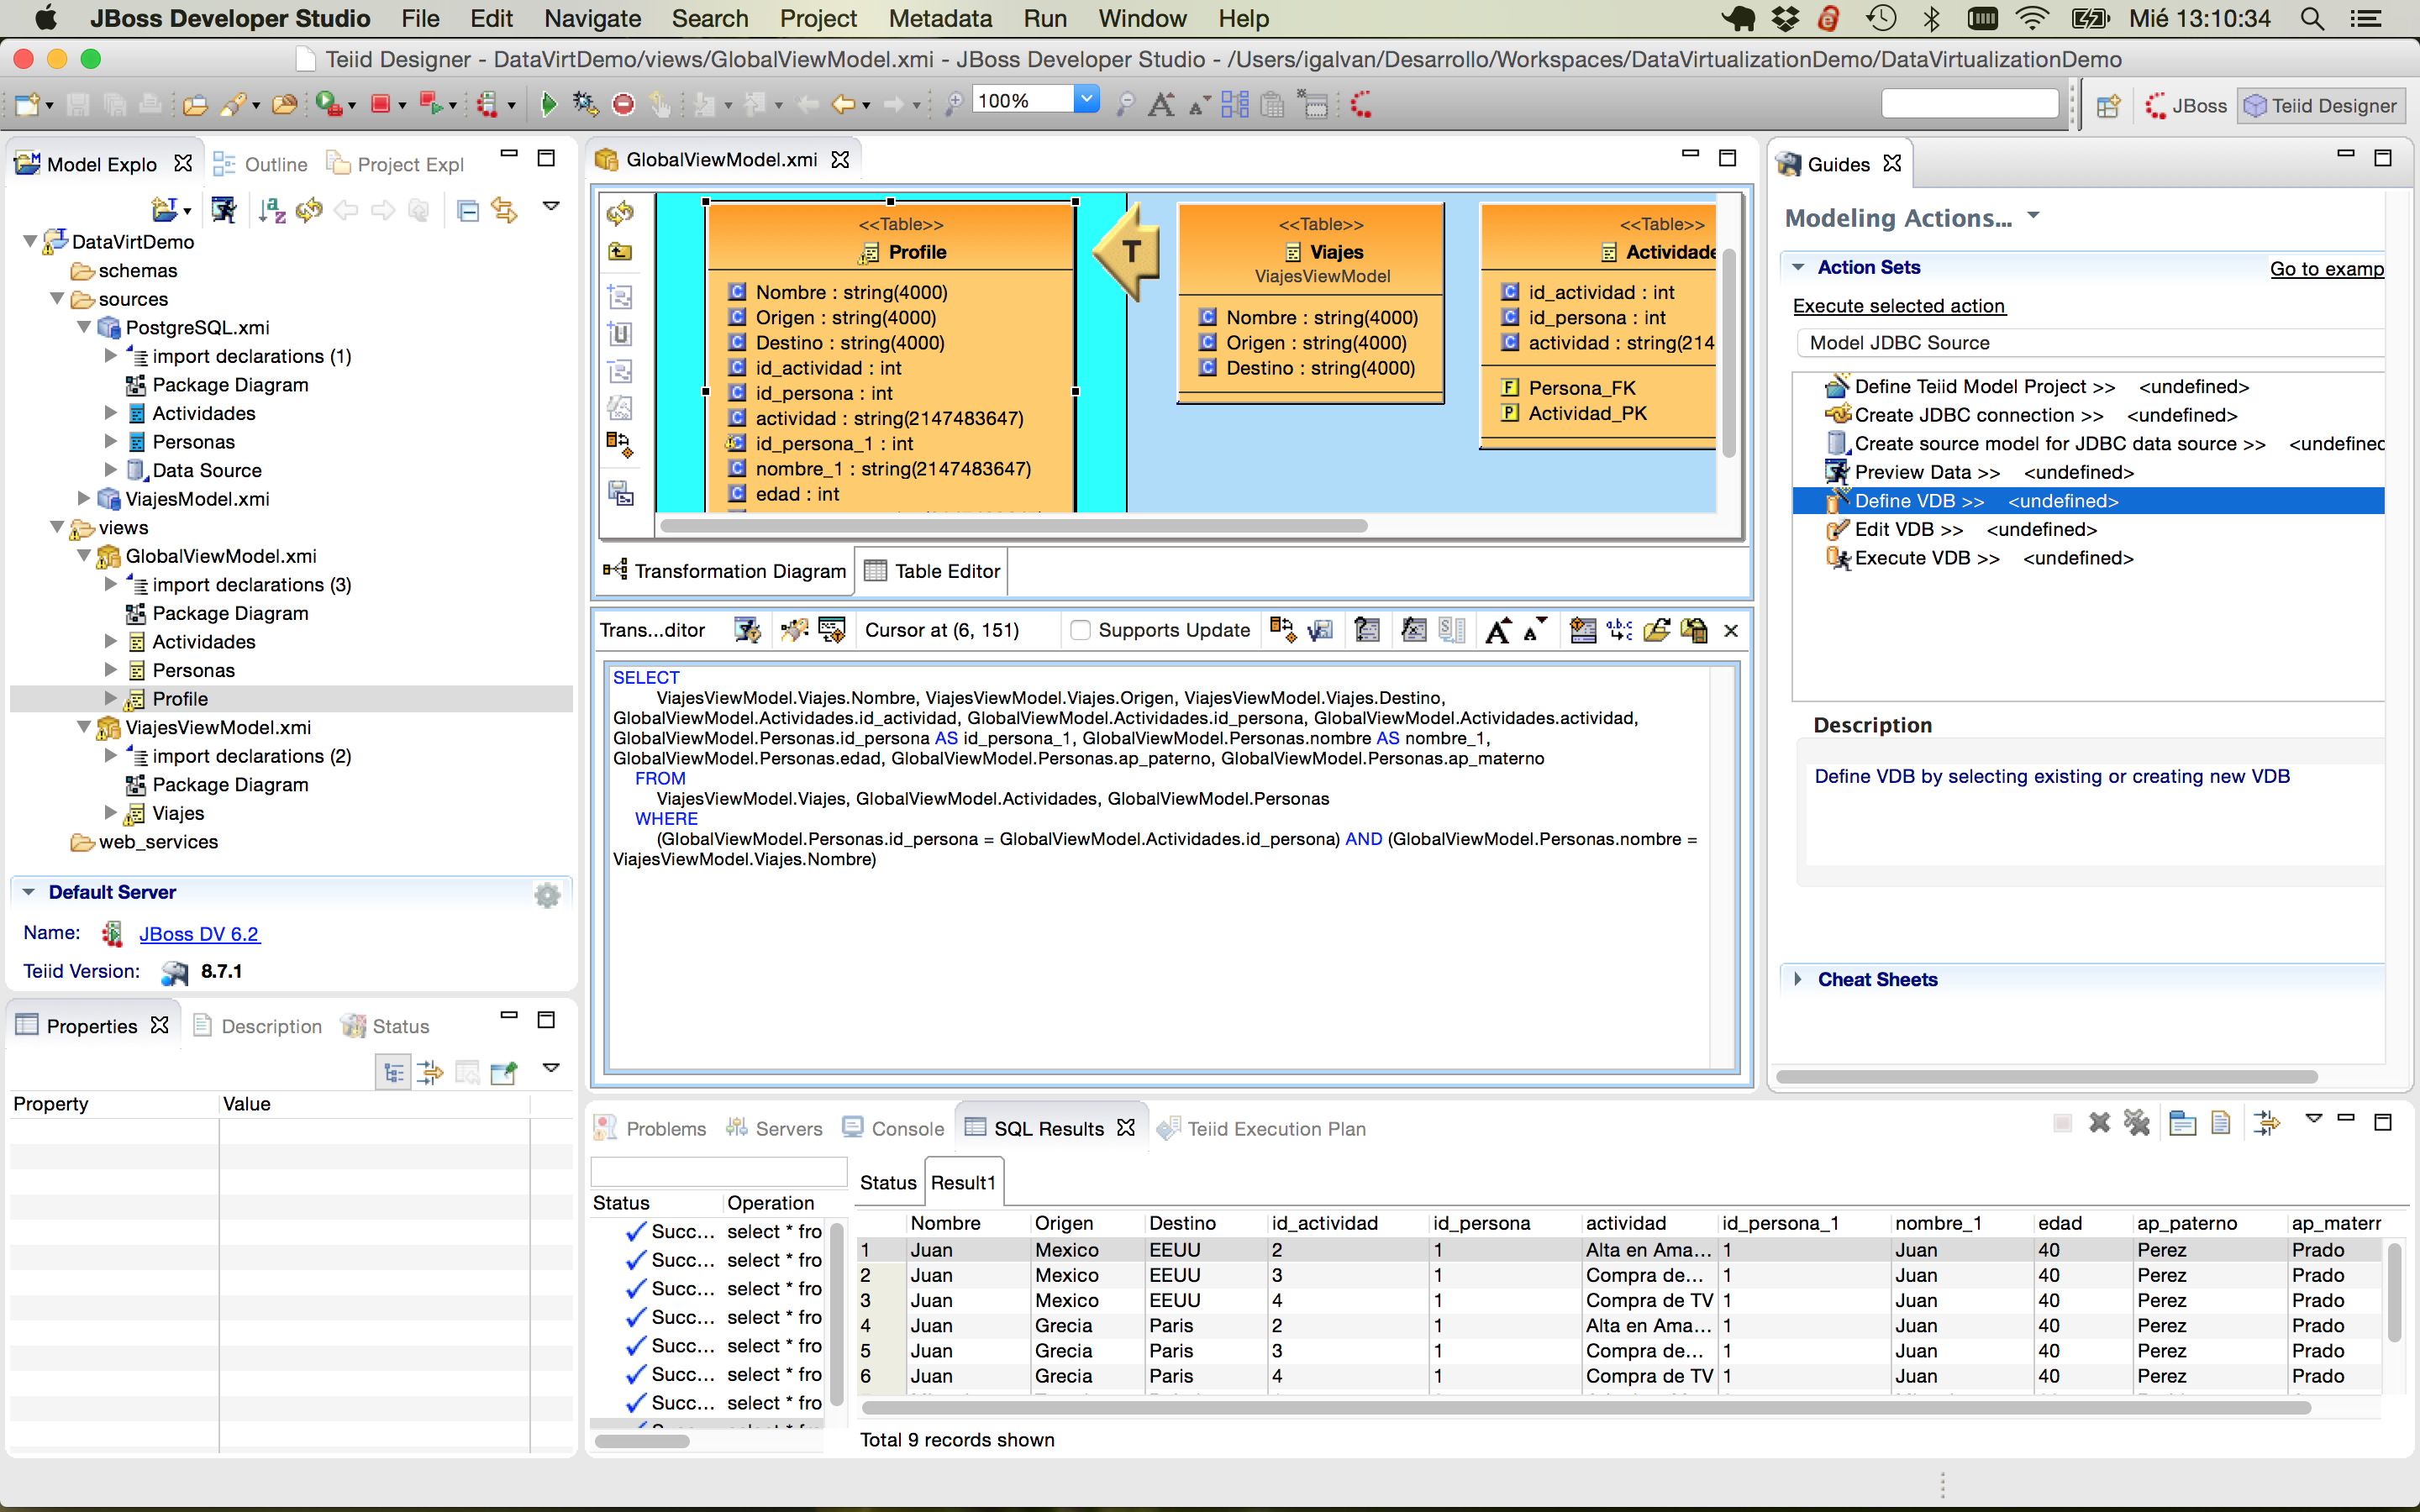 JBoss Developer Studio File Edit Navigate Search Project Metadata Run Window Help Mié 13:10:34
Teiid Designer - DataVirtDemo/views/GlobalViewModel.xmi - JBoss Developer Studio - /Users/igalvan/Desarrollo/Workspaces/DataVirtualizationDemo/DataVirtualizationDemo
100%
JBoss
Teiid Designer
Model Explo
Outline
Project Expl
DataVirtDemo
schemas
sources
PostgreSQL.xmi
import declarations (1)
Package Diagram
Actividades
Personas
Data Source
ViajesModel.xmi
views
GlobalViewModel.xmi
import declarations (3)
Package Diagram
Actividades
Personas
Profile
ViajesViewModel.xmi
import declarations (2)
Package Diagram
Viajes
web_services
Default Server
Name: JBoss DV 6.2
Teiid Version: 8.7.1
Properties
Description
Status
Property Value
GlobalViewModel.xmi
<<Table>>
Profile
Nombre : string(4000)
Origen : string(4000)
Destino : string(4000)
id_actividad : int
id_persona : int
actividad : string(2147483647)
id_persona_1 : int
nombre_1 : string(2147483647)
edad : int
T
<<Table>>
Viajes
ViajesViewModel
Nombre : string(4000)
Origen : string(4000)
Destino : string(4000)
<<Table>>
Actividade
id_actividad : int
id_persona : int
actividad : string(214
Persona_FK
Actividad_PK
Transformation Diagram
Table Editor
Trans...ditor Cursor at (6, 151) Supports Update
SELECT
ViajesViewModel.Viajes.Nombre, ViajesViewModel.Viajes.Origen, ViajesViewModel.Viajes.Destino,
GlobalViewModel.Actividades.id_actividad, GlobalViewModel.Actividades.id_persona, GlobalViewModel.Actividades.actividad,
GlobalViewModel.Personas.id_persona AS id_persona_1, GlobalViewModel.Personas.nombre AS nombre_1,
GlobalViewModel.Personas.edad, GlobalViewModel.Personas.ap_paterno, GlobalViewModel.Personas.ap_materno
FROM
ViajesViewModel.Viajes, GlobalViewModel.Actividades, GlobalViewModel.Personas
WHERE
(GlobalViewModel.Personas.id_persona = GlobalViewModel.Actividades.id_persona) AND (GlobalViewModel.Personas.nombre =
ViajesViewModel.Viajes.Nombre)
Guides
Modeling Actions...
Action Sets
Go to examp
Execute selected action
Model JDBC Source
Define Teiid Model Project >> <undefined>
Create JDBC connection >> <undefined>
Create source model for JDBC data source >> <undefinec
Preview Data >> <undefined>
Define VDB >> <undefined>
Edit VDB >> <undefined>
Execute VDB >> <undefined>
Description
Define VDB by selecting existing or creating new VDB
Cheat Sheets
Problems
Servers
Console
SQL Results
Teiid Execution Plan
Status Operation
Succ... select * fro
Succ... select * fro
Succ... select * fro
Succ... select * fro
Succ... select * fro
Succ... select * fro
Succ... select * fro
Status Result1
Nombre Origen Destino id_actividad id_persona actividad id_persona_1 nombre_1 edad ap_paterno ap_materr
1 Juan Mexico EEUU 2 1 Alta en Ama... 1 Juan 40 Perez Prado
2 Juan Mexico EEUU 3 1 Compra de... 1 Juan 40 Perez Prado
3 Juan Mexico EEUU 4 1 Compra de TV 1 Juan 40 Perez Prado
4 Juan Grecia Paris 2 1 Alta en Ama... 1 Juan 40 Perez Prado
5 Juan Grecia Paris 3 1 Compra de... 1 Juan 40 Perez Prado
6 Juan Grecia Paris 4 1 Compra de TV 1 Juan 40 Perez Prado
Total 9 records shown